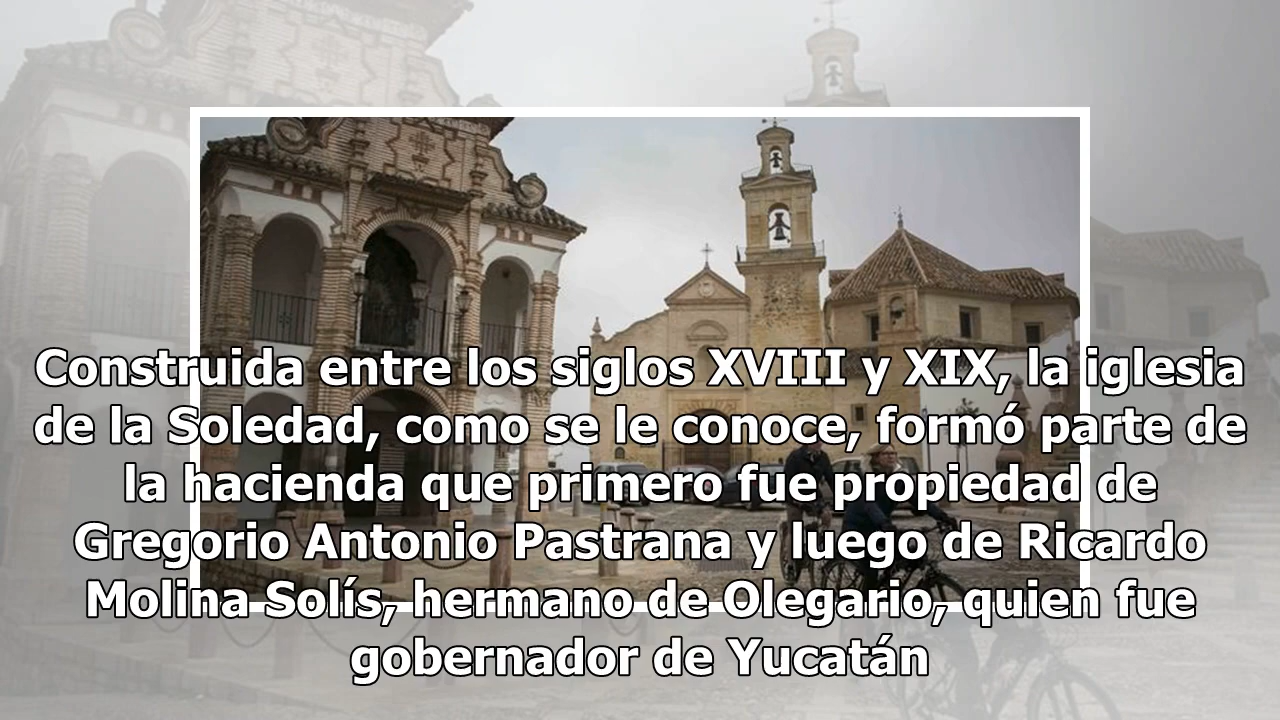 Construida entre los siglos XVIII y XIX, la iglesia
de la Soledad, como se le conoce, formó parte de
la hacienda que primero fue propiedad de
Gregorio Antonio Pastrana y luego de Ricardo
Molina Solís, hermano de Olegario, quien fue
gobernador de Yucatán